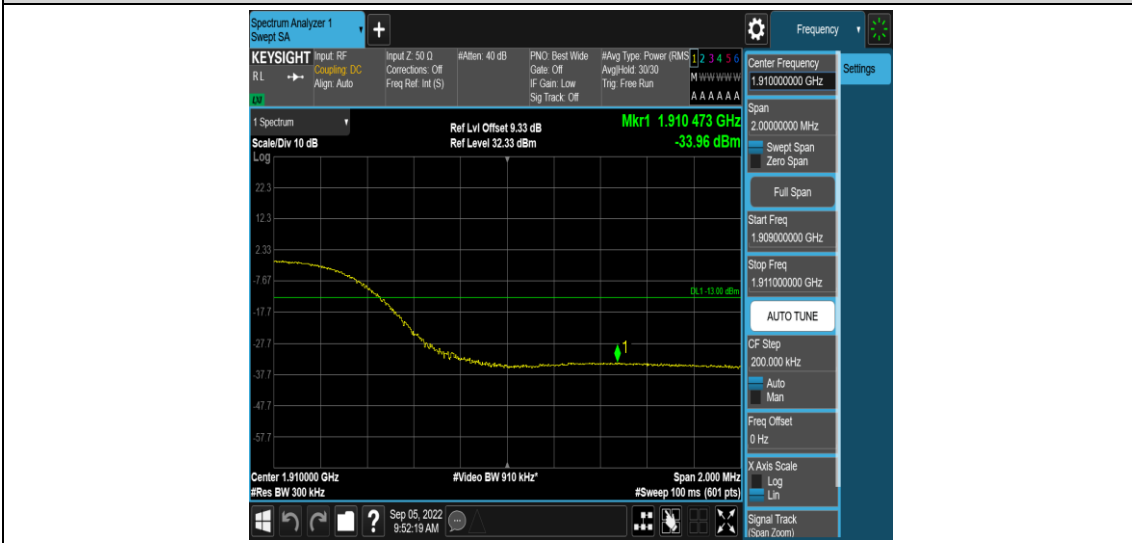 Spectrum Analyzer 1
Swept SA
+
Frequency
KEYSIGHT
RL
LXI
Input: RF
Coupling: DC
Align: Auto
Input Z: 50 Ω
Corrections: Off
Freq Ref: Int (S)
#Atten: 40 dB
PNO: Best Wide
Gate: Off
IF Gain: Low
Sig Track: Off
#Avg Type: Power (RMS
Avg|Hold: 30/30
Trig: Free Run
1 2 3 4 5 6
M W W W W W
A A A A A A
1 Spectrum
Scale/Div 10 dB
Log
Ref Lvl Offset 9.33 dB
Ref Level 32.33 dBm
Mkr1 1.910 473 GHz
-33.96 dBm
22.3
12.3
2.33
-7.67
-17.7
-27.7
-37.7
-47.7
-57.7
DL1 -13.00 dBm
1
Center 1.910000 GHz
#Res BW 300 kHz
#Video BW 910 kHz*
Span 2.000 MHz
#Sweep 100 ms (601 pts)
Center Frequency
1.910000000 GHz
Settings
Span
2.00000000 MHz
Swept Span
Zero Span
Full Span
Start Freq
1.909000000 GHz
Stop Freq
1.911000000 GHz
AUTO TUNE
CF Step
200.000 kHz
Auto
Man
Freq Offset
0 Hz
X Axis Scale
Log
Lin
Signal Track
(Span Zoom)
?
Sep 05, 2022
9:52:19 AM